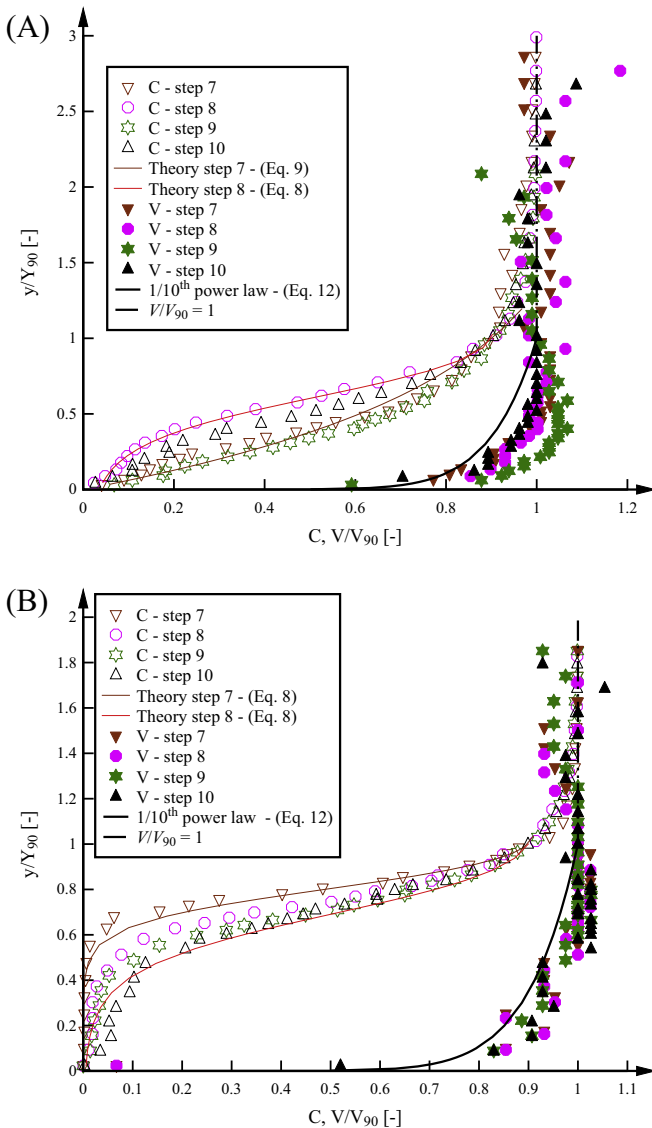 (A)
3
2.5
2
1.5
1
0.5
0
y/Y90 [-]
C - step 7
C - step 8
C - step 9
C - step 10
Theory step 7 - (Eq. 9)
Theory step 8 - (Eq. 8)
V - step 7
V - step 8
V - step 9
V - step 10
1/10th power law - (Eq. 12)
V/V90 = 1
0 0.2 0.4 0.6 0.8 1 1.2
C, V/V90 [-]
(B)
2
1.8
1.6
1.4
1.2
1
0.8
0.6
0.4
0.2
0
y/Y90 [-]
C - step 7
C - step 8
C - step 9
C - step 10
Theory step 7 - (Eq. 8)
Theory step 8 - (Eq. 8)
V - step 7
V - step 8
V - step 9
V - step 10
1/10th power law - (Eq. 12)
V/V90 = 1
0 0.1 0.2 0.3 0.4 0.5 0.6 0.7 0.8 0.9 1 1.1
C, V/V90 [-]